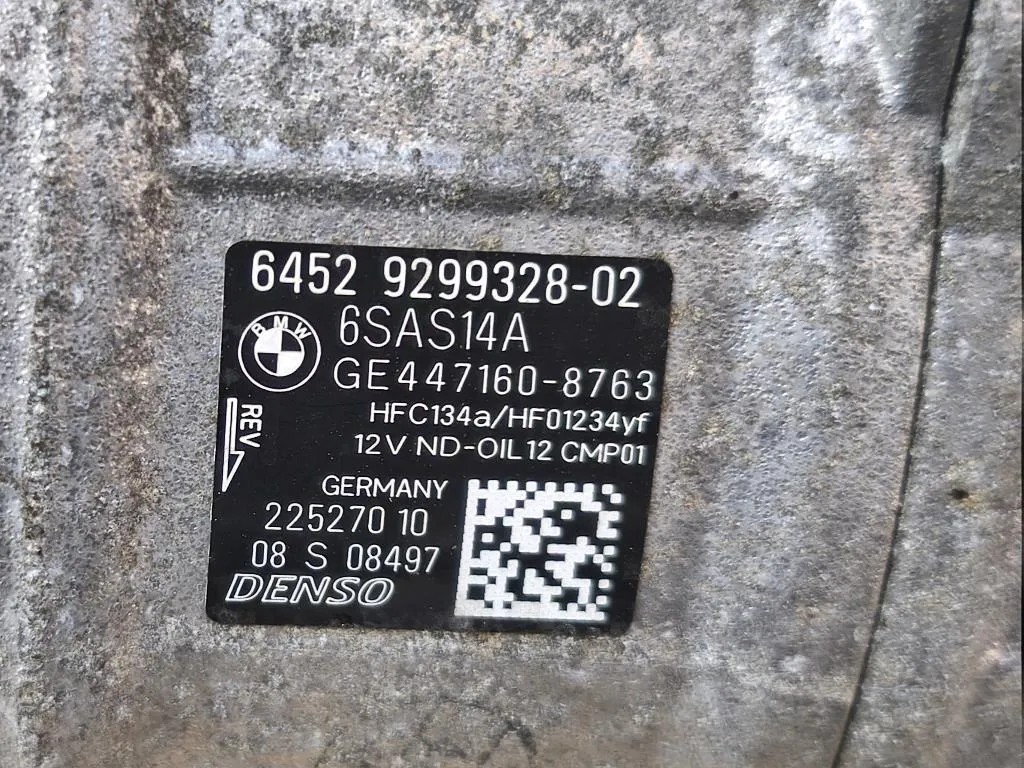 6452 9299328-02
BMW
6SAS14A
GE447160-8763
HFC134a/HF01234yf
12V ND-OIL12 CMP01
REV
GERMANY
225270 10
08 S 08497
DENSO